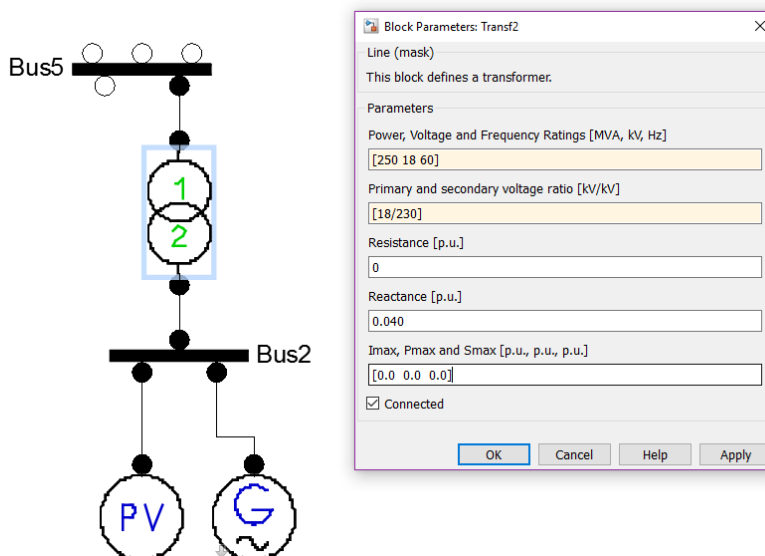 Bus5
1
2
Bus2
PV
G
Block Parameters: Transf2
Line (mask)
This block defines a transformer.
Parameters
Power, Voltage and Frequency Ratings [MVA, kV, Hz]
[250 18 60]
Primary and secondary voltage ratio [kV/kV]
[18/230]
Resistance [p.u.]
0
Reactance [p.u.]
0.040
Imax, Pmax and Smax [p.u., p.u., p.u.]
[0.0 0.0 0.0]
Connected
OK Cancel Help Apply